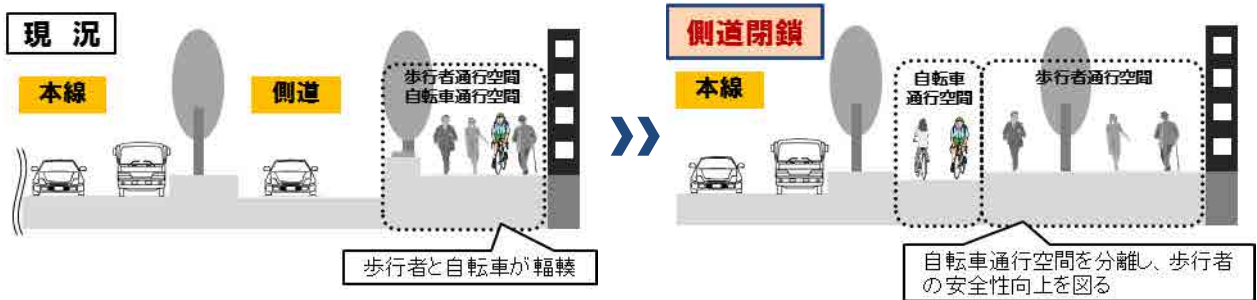 現　況
本線
側道
歩行者通行空間
自転車通行空間
歩行者と自転車が輻輳
側道閉鎖
本線
自転車
通行空間
歩行者通行空間
自転車通行空間を分離し、歩行者
の安全性向上を図る